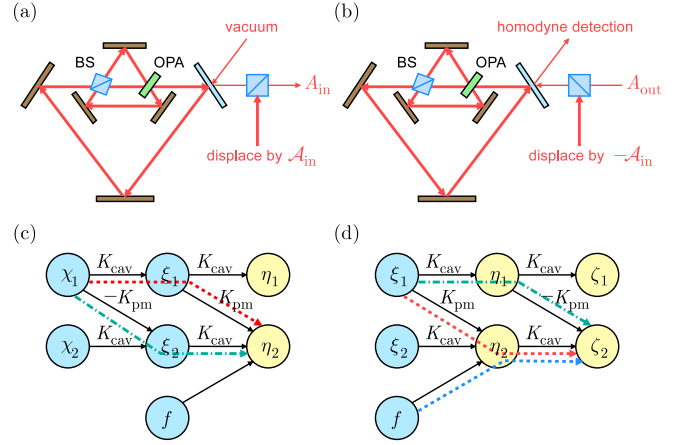 (a)
vacuum
BS
OPA
A_in
displace by 𝒜_in
(b)
homodyne detection
BS
OPA
A_out
displace by −𝒜_in
(c)
χ_1
K_cav
ξ_1
K_cav
η_1
−K_pm
K_pm
χ_2
K_cav
ξ_2
K_cav
η_2
f
(d)
ξ_1
K_cav
η_1
K_cav
ζ_1
K_pm
−K_pm
ξ_2
K_cav
η_2
K_cav
ζ_2
f